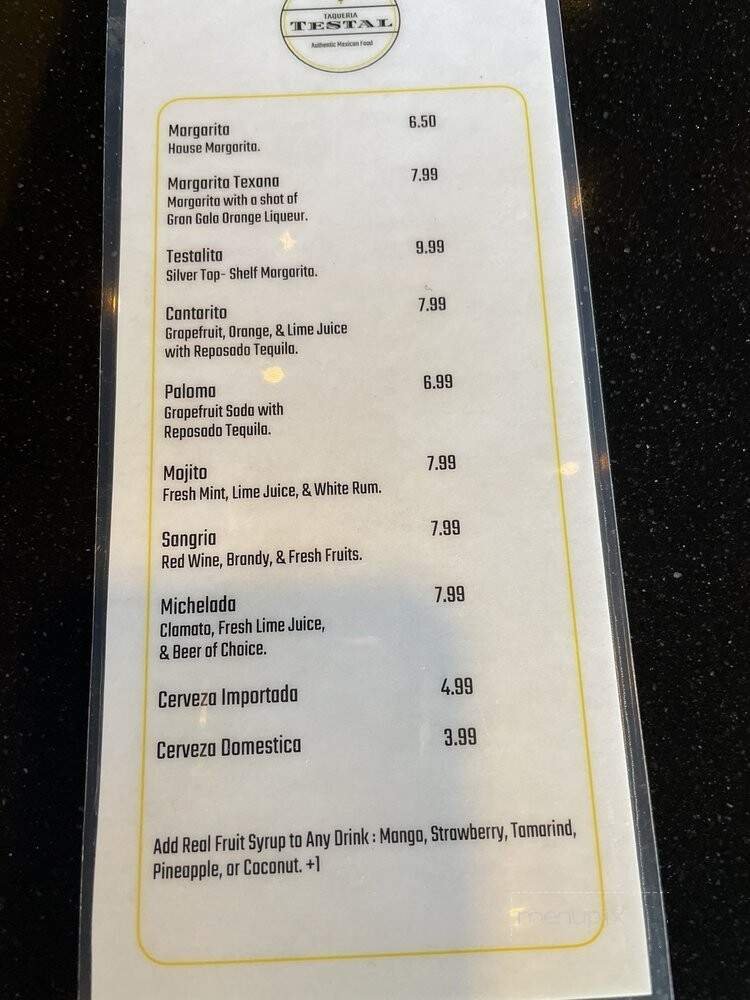 TAQUERIA
TESTAL
Authentic Mexican Food
Margarita 6.50
House Margarita.
Margarita Texana 7.99
Margarita with a shot of
Gran Gala Orange Liqueur.
Testalita 9.99
Silver Top- Shelf Margarita.
Cantarito 7.99
Grapefruit, Orange, & Lime Juice
with Reposado Tequila.
Paloma 6.99
Grapefruit Soda with
Reposado Tequila.
Mojito 7.99
Fresh Mint, Lime Juice, & White Rum.
Sangria 7.99
Red Wine, Brandy, & Fresh Fruits.
Michelada 7.99
Clamato, Fresh Lime Juice,
& Beer of Choice.
Cerveza Importada 4.99
Cerveza Domestica 3.99
Add Real Fruit Syrup to Any Drink : Mango, Strawberry, Tamarind,
Pineapple, or Coconut. +1